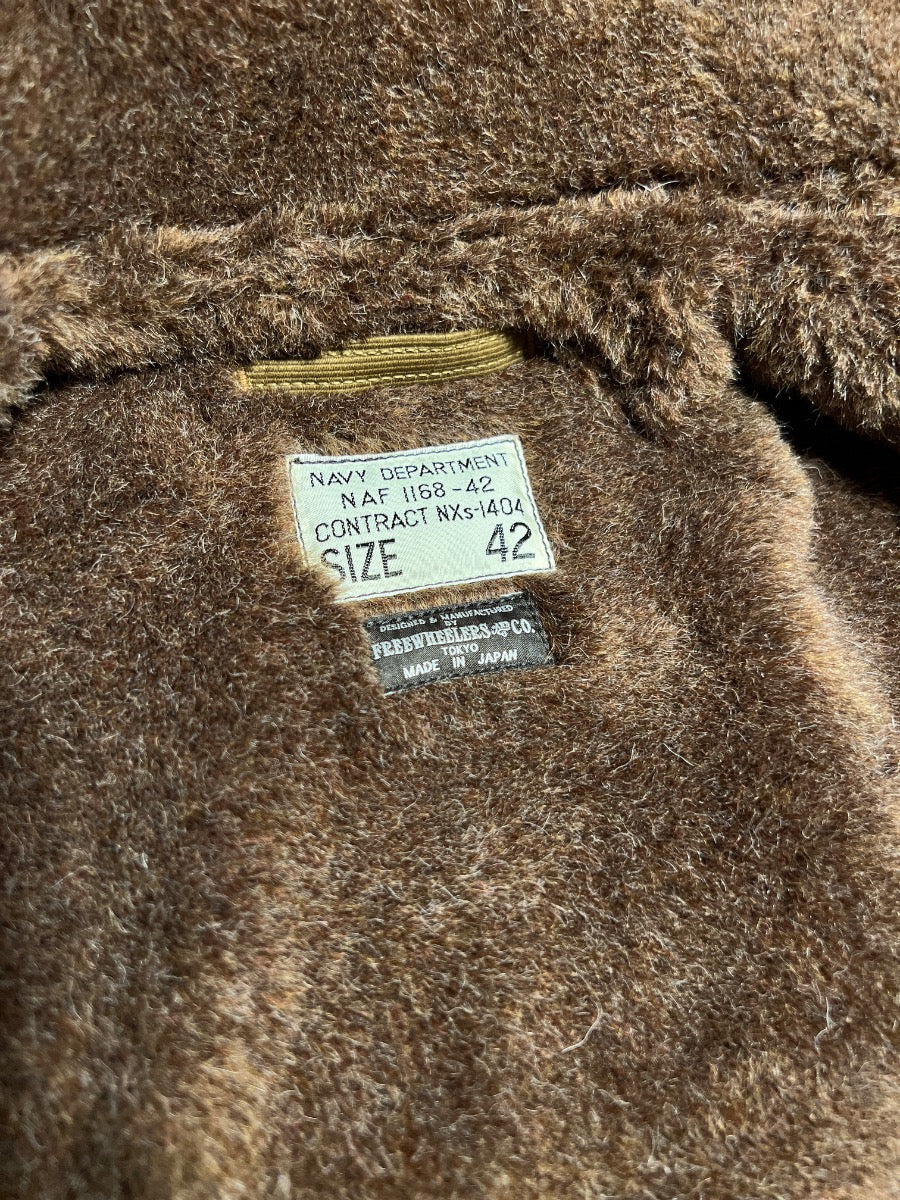 NAVY DEPARTMENT
NAF 1168-42
CONTRACT NXs-1404
SIZE 42
DESIGNED & MANUFACTURED
BY
FREEWHEELERS AND CO.
TOKYO
MADE IN JAPAN